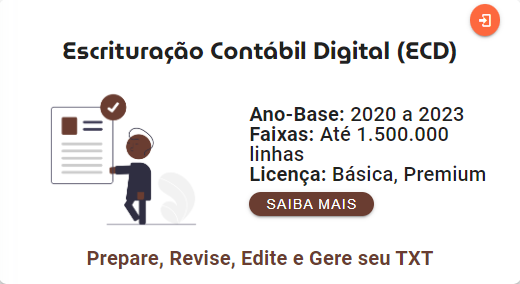 Escrituração Contábil Digital (ECD)
Ano-Base: 2020 a 2023
Faixas: Até 1.500.000
linhas
Licença: Básica, Premium
SAIBA MAIS
Prepare, Revise, Edite e Gere seu TXT